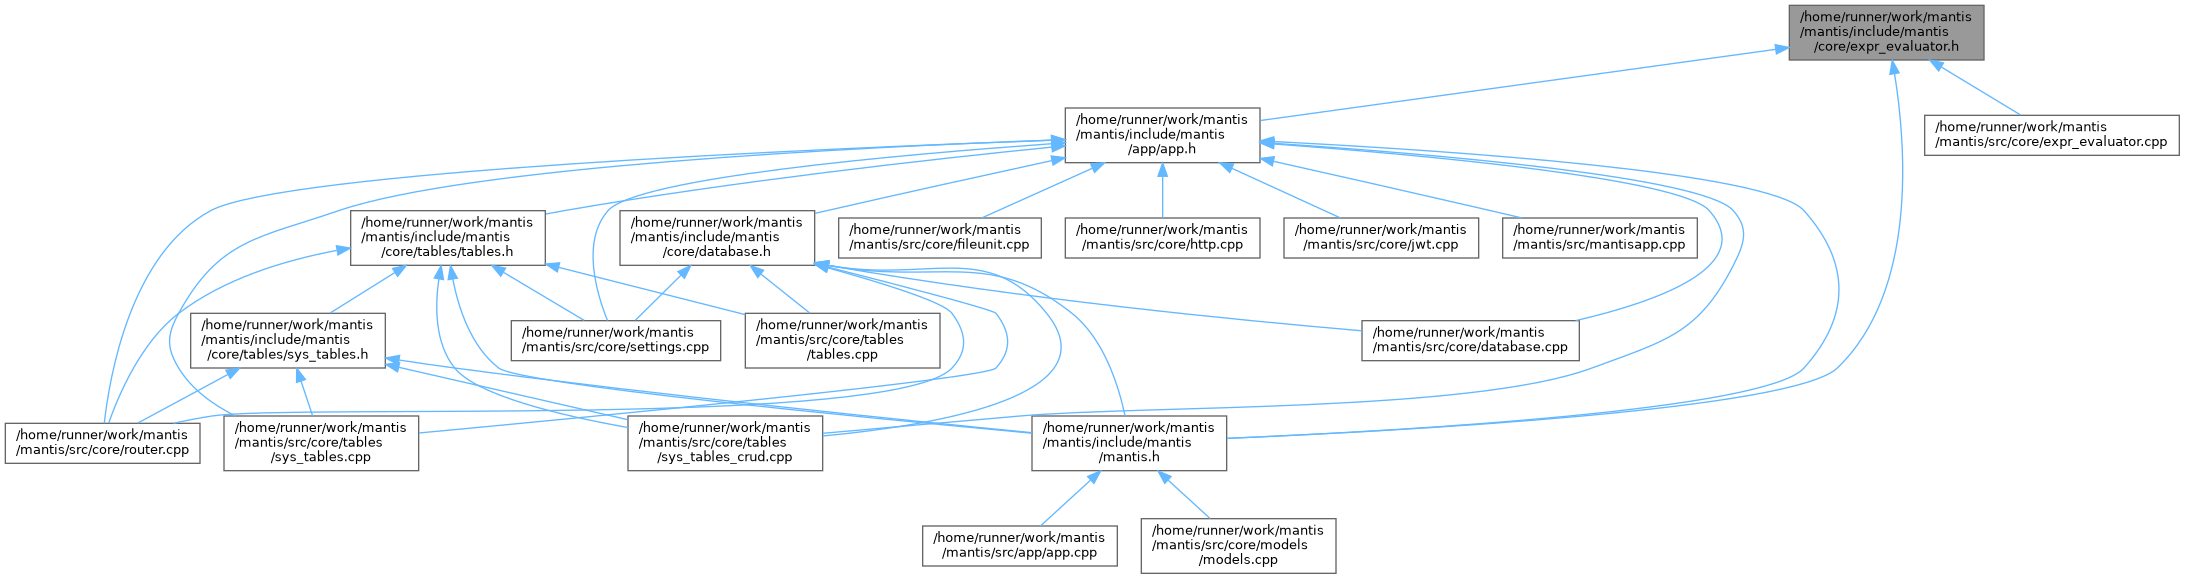 /home/runner/work/mantis
/mantis/include/mantis
/core/expr_evaluator.h
/home/runner/work/mantis
/mantis/include/mantis
/app/app.h
/home/runner/work/mantis
/mantis/src/core/expr_evaluator.cpp
/home/runner/work/mantis
/mantis/include/mantis
/core/tables/tables.h
/home/runner/work/mantis
/mantis/include/mantis
/core/database.h
/home/runner/work/mantis
/mantis/src/core/fileunit.cpp
/home/runner/work/mantis
/mantis/src/core/http.cpp
/home/runner/work/mantis
/mantis/src/core/jwt.cpp
/home/runner/work/mantis
/mantis/src/mantisapp.cpp
/home/runner/work/mantis
/mantis/include/mantis
/core/tables/sys_tables.h
/home/runner/work/mantis
/mantis/src/core/settings.cpp
/home/runner/work/mantis
/mantis/src/core/tables
/tables.cpp
/home/runner/work/mantis
/mantis/src/core/database.cpp
/home/runner/work/mantis
/mantis/src/core/router.cpp
/home/runner/work/mantis
/mantis/src/core/tables
/sys_tables.cpp
/home/runner/work/mantis
/mantis/src/core/tables
/sys_tables_crud.cpp
/home/runner/work/mantis
/mantis/include/mantis
/mantis.h
/home/runner/work/mantis
/mantis/src/app/app.cpp
/home/runner/work/mantis
/mantis/src/core/models
/models.cpp